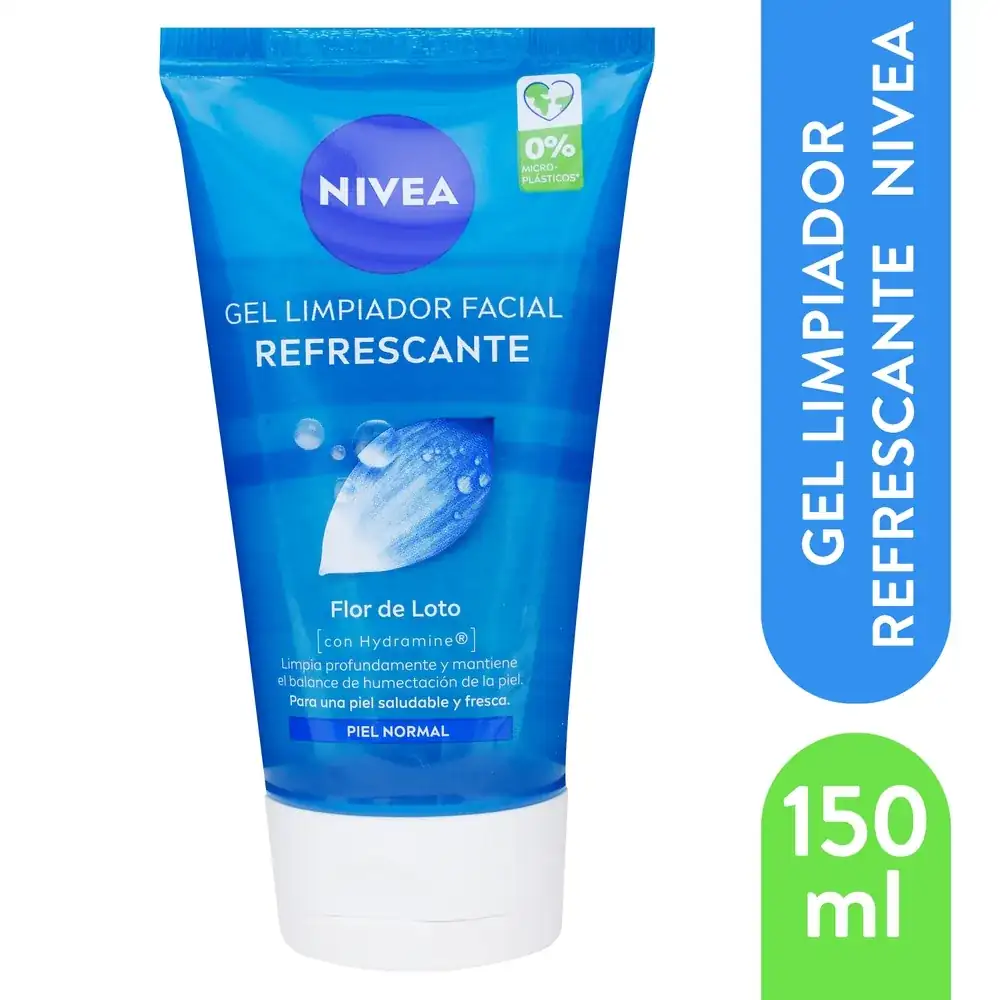 NIVEA
0%
MICRO-
PLÁSTICOS*
GEL LIMPIADOR FACIAL
REFRESCANTE
Flor de Loto
[con Hydramine®]
Limpia profundamente y mantiene
el balance de humectación de la piel.
Para una piel saludable y fresca.
PIEL NORMAL
GEL LIMPIADOR
REFRESCANTE NIVEA
150
ml